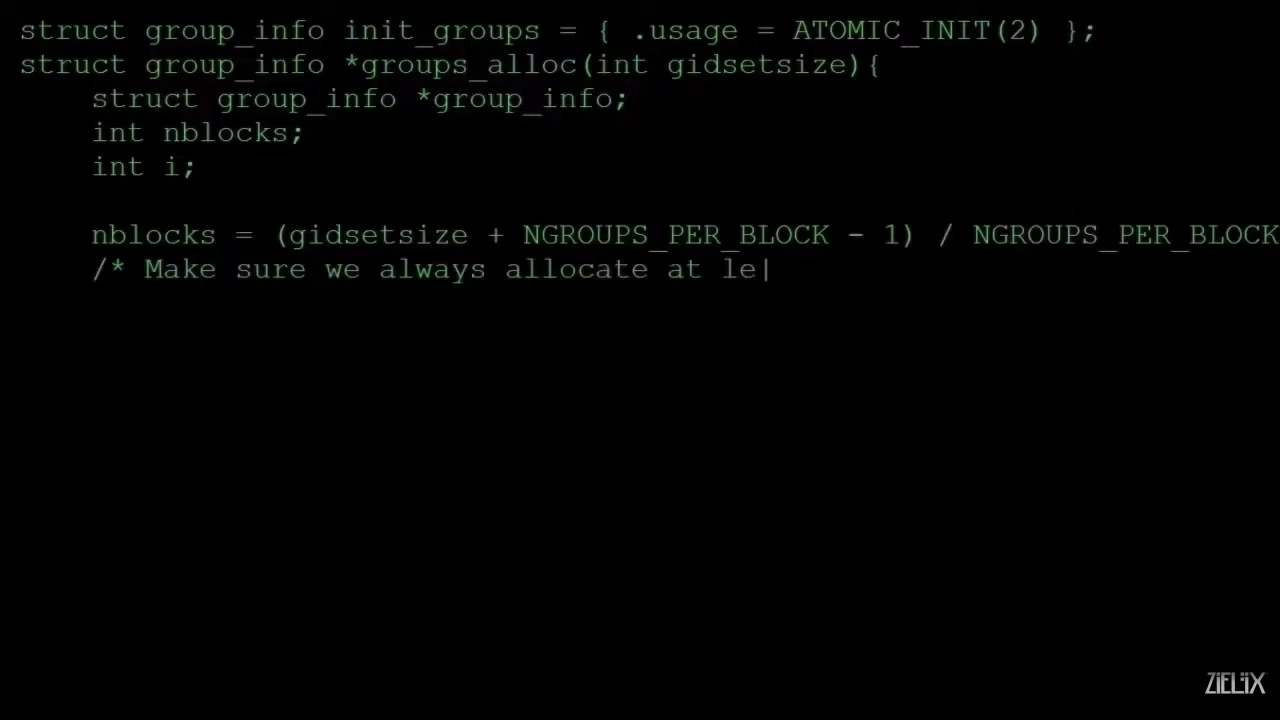 struct group_info init_groups = { .usage = ATOMIC_INIT(2) };
struct group_info *groups_alloc(int gidsetsize){
    struct group_info *group_info;
    int nblocks;
    int i;

    nblocks = (gidsetsize + NGROUPS_PER_BLOCK - 1) / NGROUPS_PER_BLOCK
    /* Make sure we always allocate at le|
ZIELIX